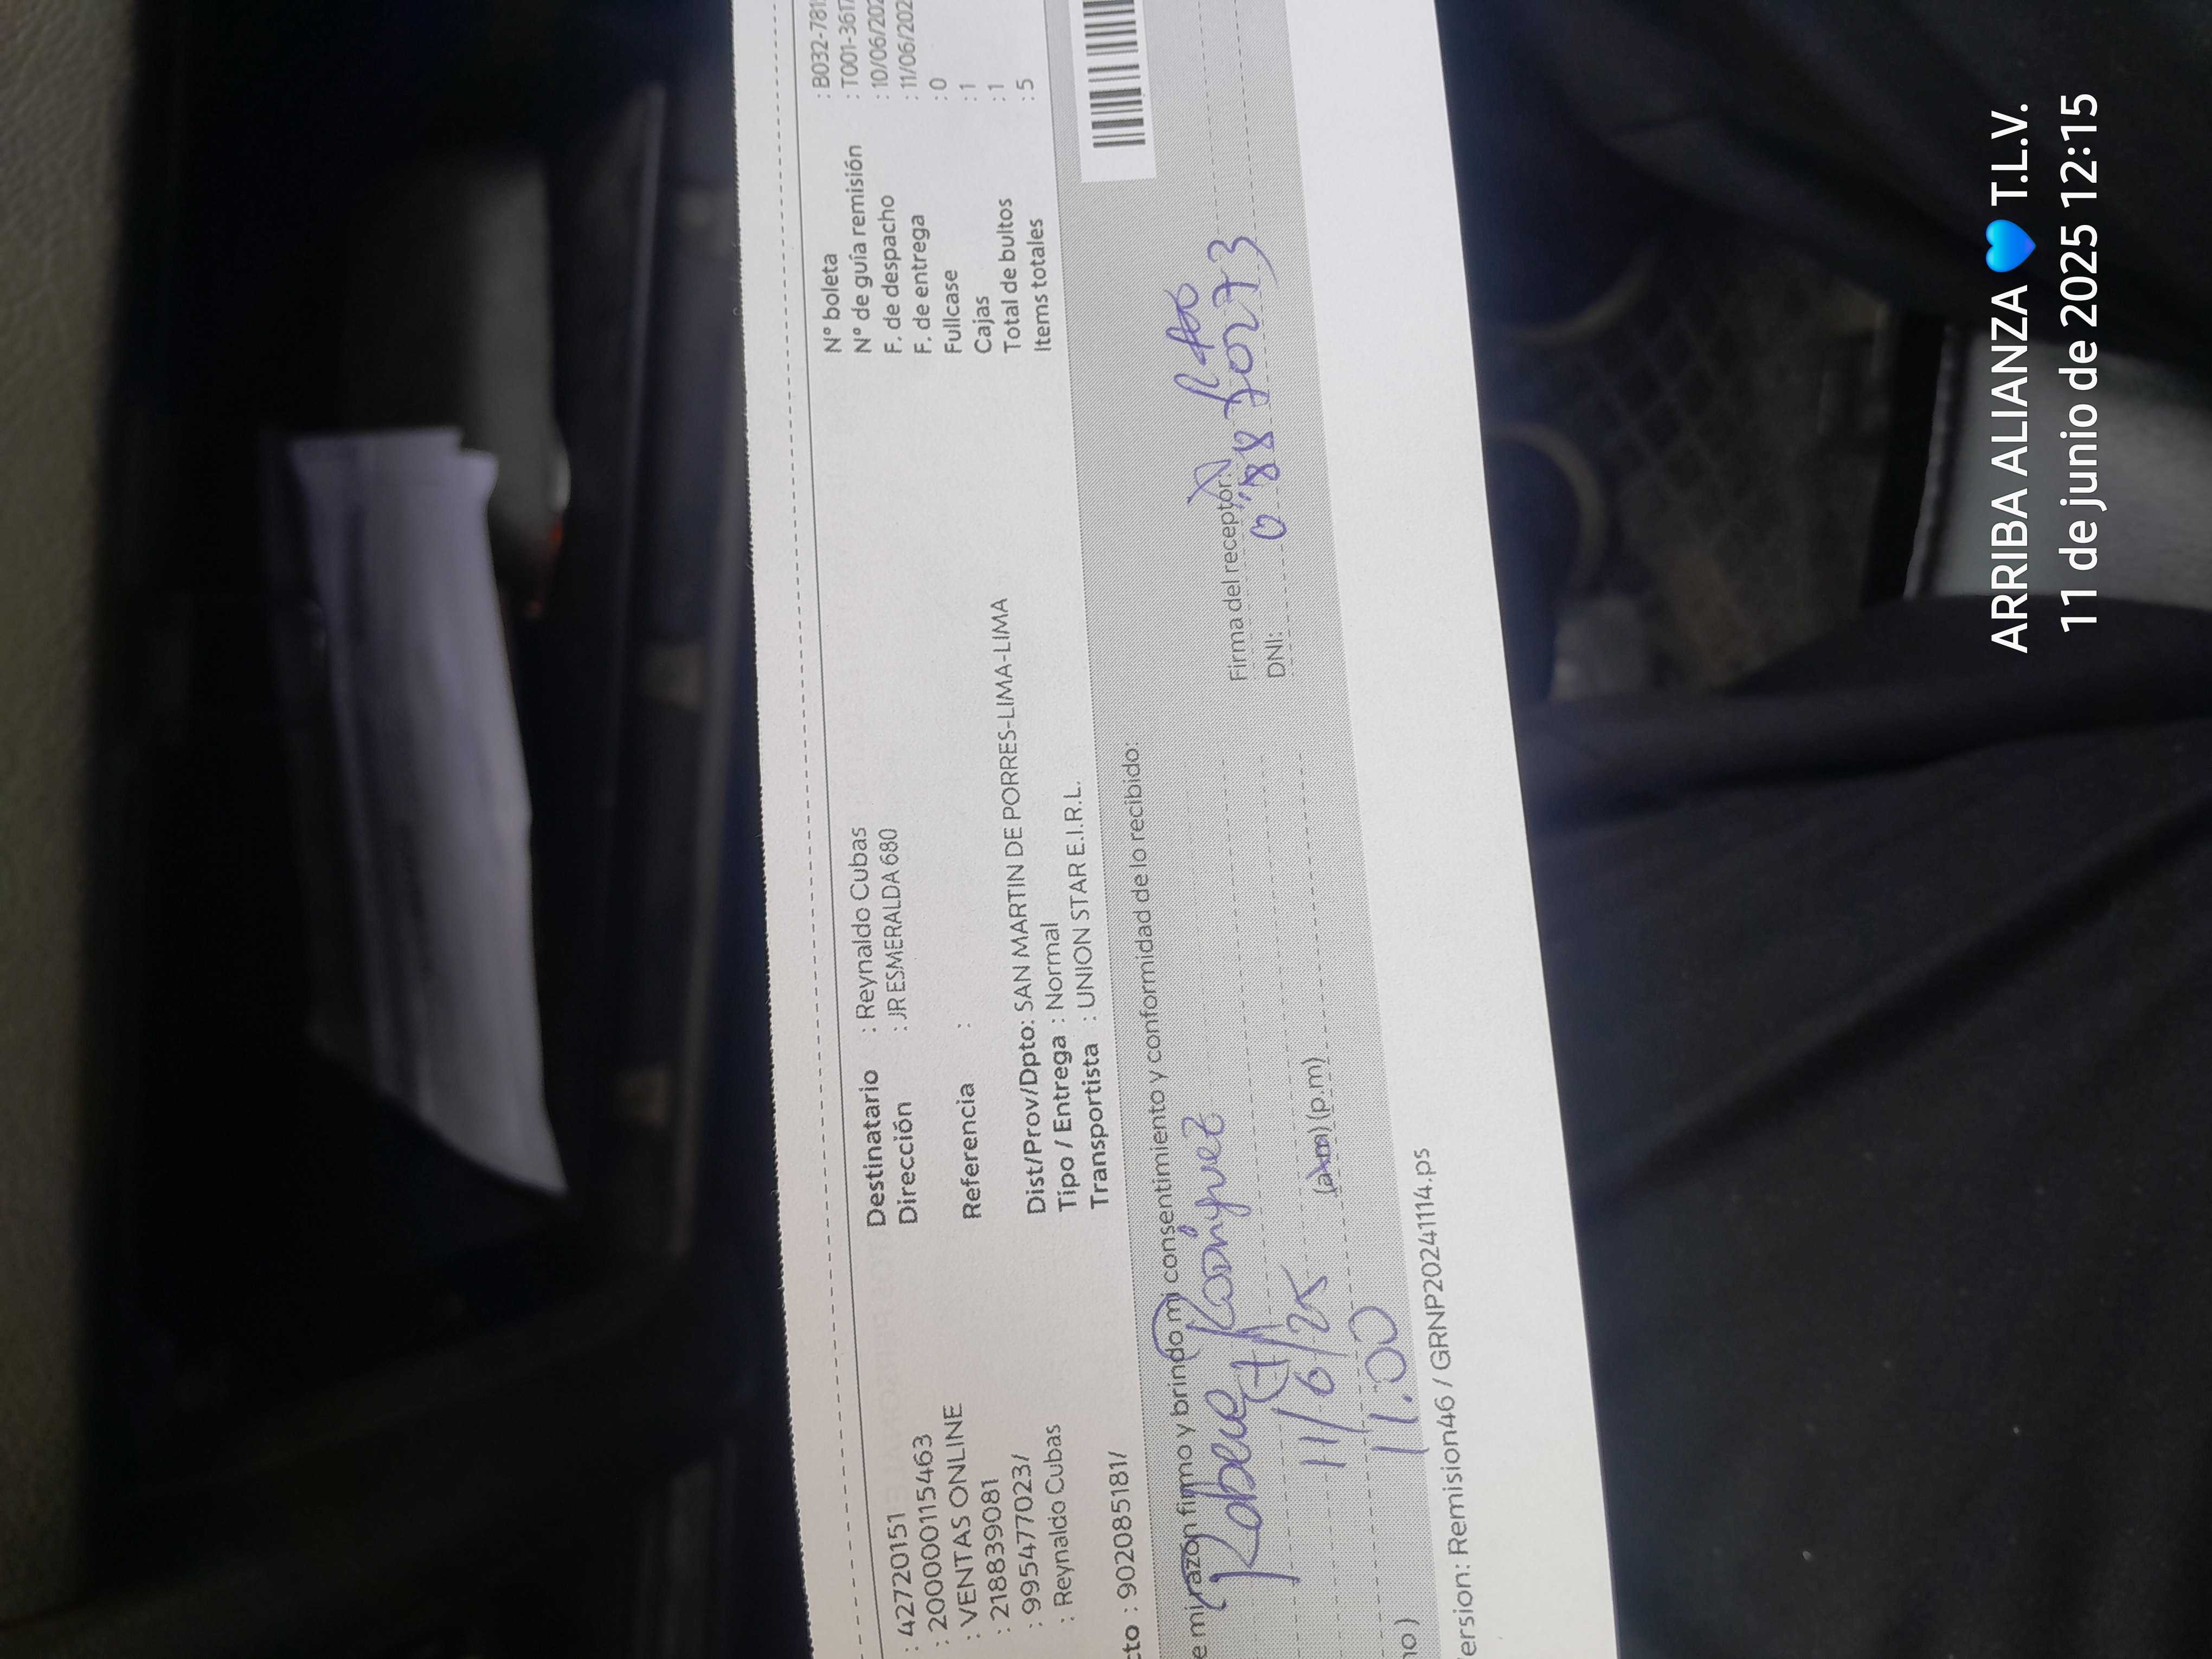 : 427720151
: 2000000115463
: VENTAS ONLINE
: 218839081
: 995477023/
: Reynaldo Cubas
cto : 902085181/
Destinatario : Reynaldo Cubas
Dirección : JR ESMERALDA 680
Referencia :
Dist/Prov/Dpto: SAN MARTIN DE PORRES-LIMA-LIMA
Tipo / Entrega : Normal
Transportista : UNION STAR E.I.R.L.
N° boleta : B032-781
N° de guía remisión : T001-361
F. de despacho : 10/06/202
F. de entrega : 11/06/202
Fullcase : 0
Cajas : 1
Total de bultos : 1
Items totales : 5
e mi razón firmo y brindo mi consentimiento y conformidad de lo recibido:
11/6/25
11.00 (a.m) (p.m)
Firma del receptor:
DNI: 08870273
no)
ersion: Remision46 / GRNP20241114.ps
ARRIBA ALIANZA 💙 T.L.V.
11 de junio de 2025 12:15